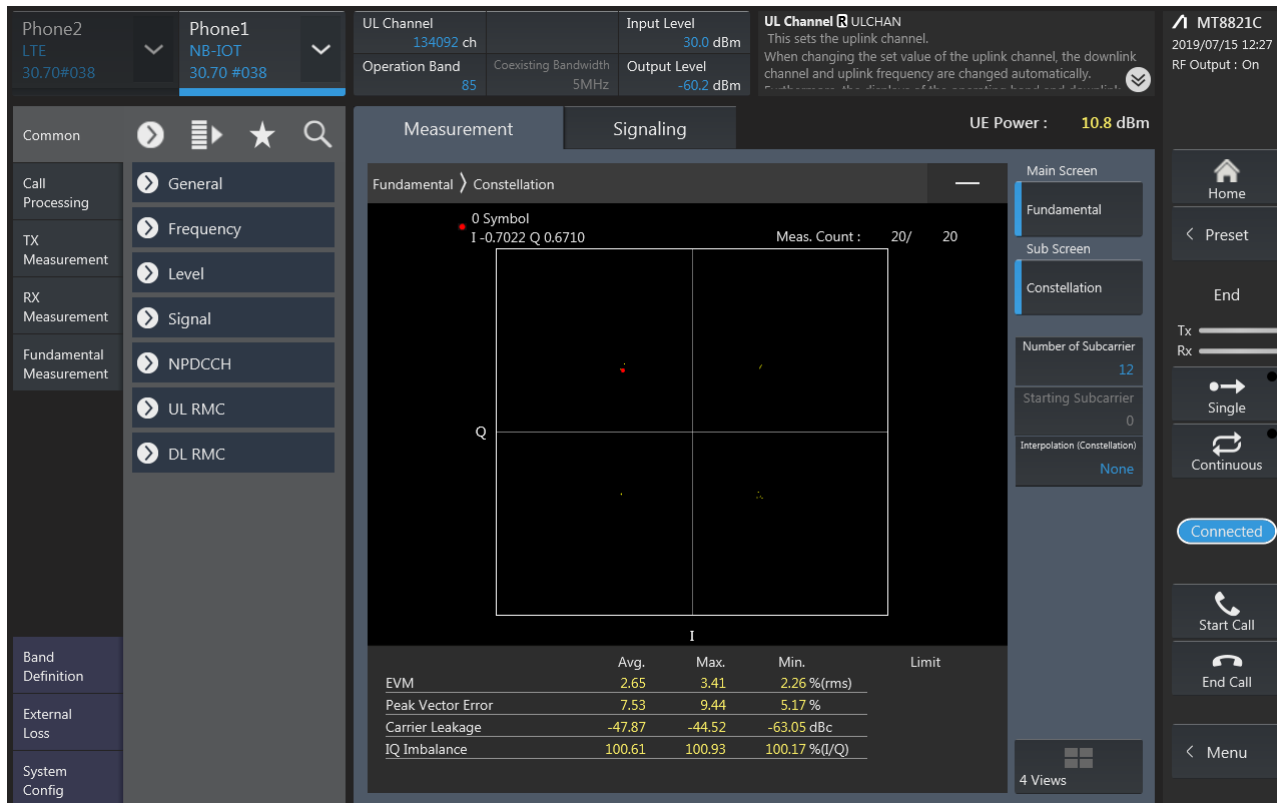 Phone2
LTE
30.70#038
Phone1
NB-IOT
30.70 #038
UL Channel
134092 ch
Operation Band
85
Coexisting Bandwidth
5MHz
Input Level
30.0 dBm
Output Level
-60.2 dBm
UL Channel R ULCHAN
This sets the uplink channel.
When changing the set value of the uplink channel, the downlink
channel and uplink frequency are changed automatically.
MT8821C
2019/07/15 12:27
RF Output : On
Common
Call
Processing
TX
Measurement
RX
Measurement
Fundamental
Measurement
Band
Definition
External
Loss
System
Config
General
Frequency
Level
Signal
NPDCCH
UL RMC
DL RMC
Measurement
Signaling
UE Power : 10.8 dBm
Fundamental 〉 Constellation
0 Symbol
I -0.7022 Q 0.6710
Meas. Count : 20/ 20
Q
I
Avg. Max. Min. Limit
EVM 2.65 3.41 2.26 %(rms)
Peak Vector Error 7.53 9.44 5.17 %
Carrier Leakage -47.87 -44.52 -63.05 dBc
IQ Imbalance 100.61 100.93 100.17 %(I/Q)
Main Screen
Fundamental
Sub Screen
Constellation
Number of Subcarrier
12
Starting Subcarrier
0
Interpolation (Constellation)
None
4 Views
Home
< Preset
End
Tx
Rx
Single
Continuous
Connected
Start Call
End Call
< Menu